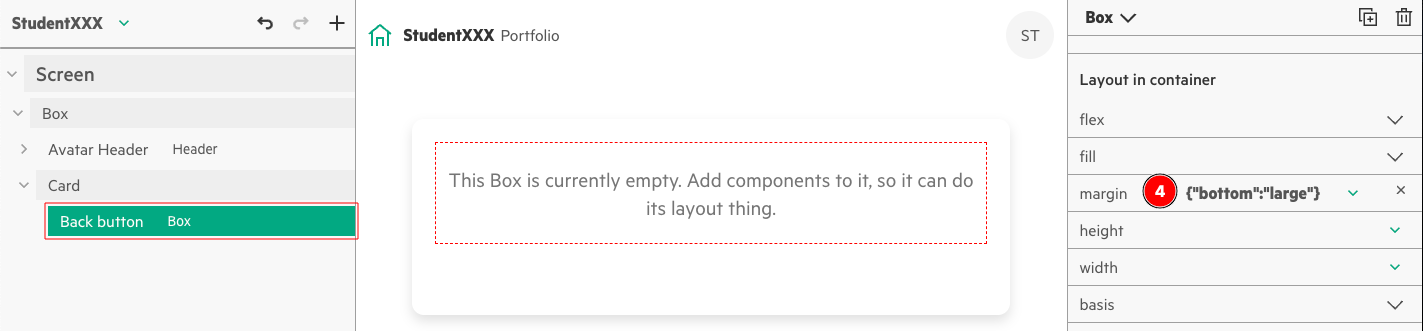 StudentXXX
Screen
Box
Avatar Header Header
Card
Back button Box
StudentXXX Portfolio
ST
This Box is currently empty. Add components to it, so it can do
its layout thing.
Box
Layout in container
flex
fill
margin 4 {"bottom":"large"}
height
width
basis